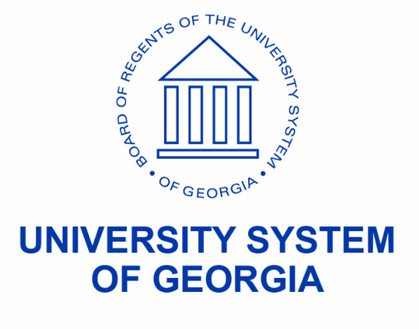 BOARD OF REGENTS OF THE UNIVERSITY SYSTEM
• OF GEORGIA •
UNIVERSITY SYSTEM
OF GEORGIA